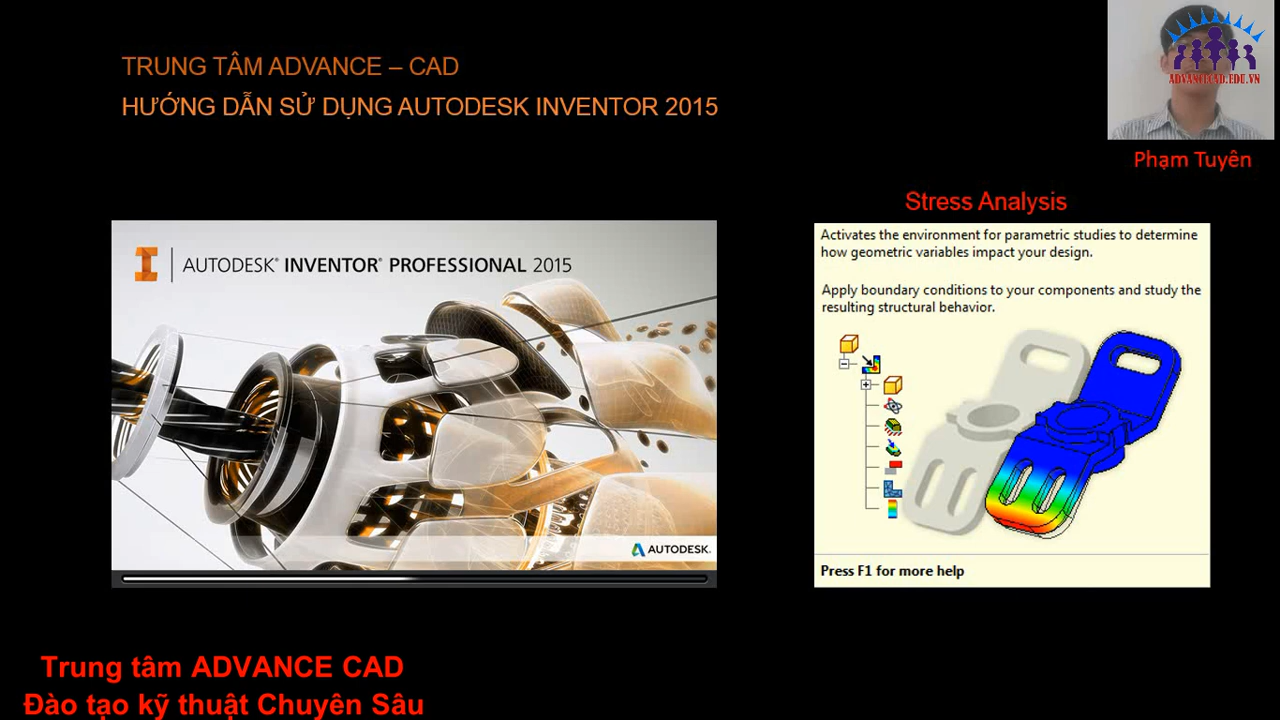 TRUNG TÂM ADVANCE – CAD
HƯỚNG DẪN SỬ DỤNG AUTODESK INVENTOR 2015
ADVANCECAD.EDU.VN
Phạm Tuyên
Stress Analysis
Activates the environment for parametric studies to determine
how geometric variables impact your design.
Apply boundary conditions to your components and study the
resulting structural behavior.
Press F1 for more help
AUTODESK® INVENTOR® PROFESSIONAL 2015
AUTODESK.
Trung tâm ADVANCE CAD
Đào tạo kỹ thuật Chuyên Sâu